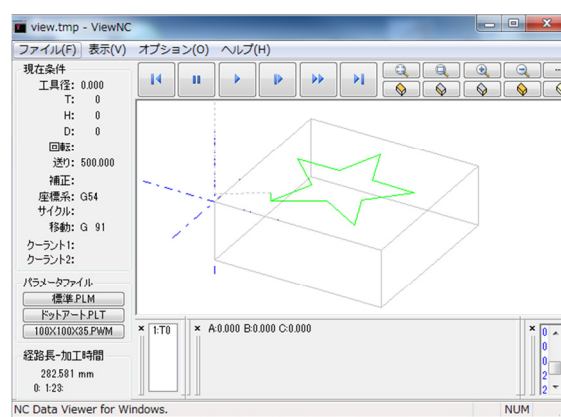 view.tmp - ViewNC
ファイル(F) 表示(V) オプション(O) ヘルプ(H)
現在条件
工具径: 0.000
T: 0
H: 0
D: 0
回転:
送り: 500.000
補正:
座標系: G54
サイクル:
移動: G 91
クーラント1:
クーラント2:
パラメータファイル
標準.PLM
ドットアート.PLT
100X100X35.PWM
経路長-加工時間
282.581 mm
0: 1:23:
1:T0
A:0.000 B:0.000 C:0.000
0
0
0
2
2
NC Data Viewer for Windows.
NUM